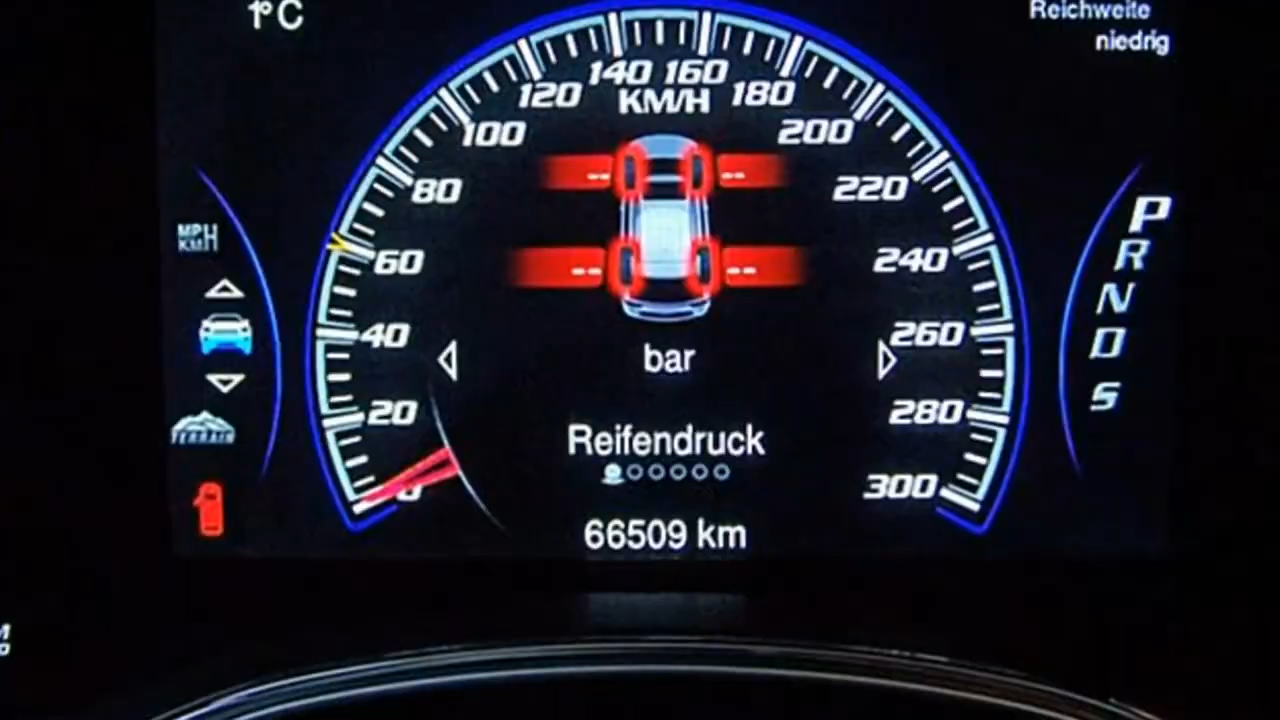 1°C
Reichweite
niedrig
140 160
120 KM/H 180
100 200
80 220
60 240
40 260
20 280
0 300
-- --
-- --
bar
Reifendruck
66509 km
MPH
KM/H
TERRAIN
P
R
N
D
S